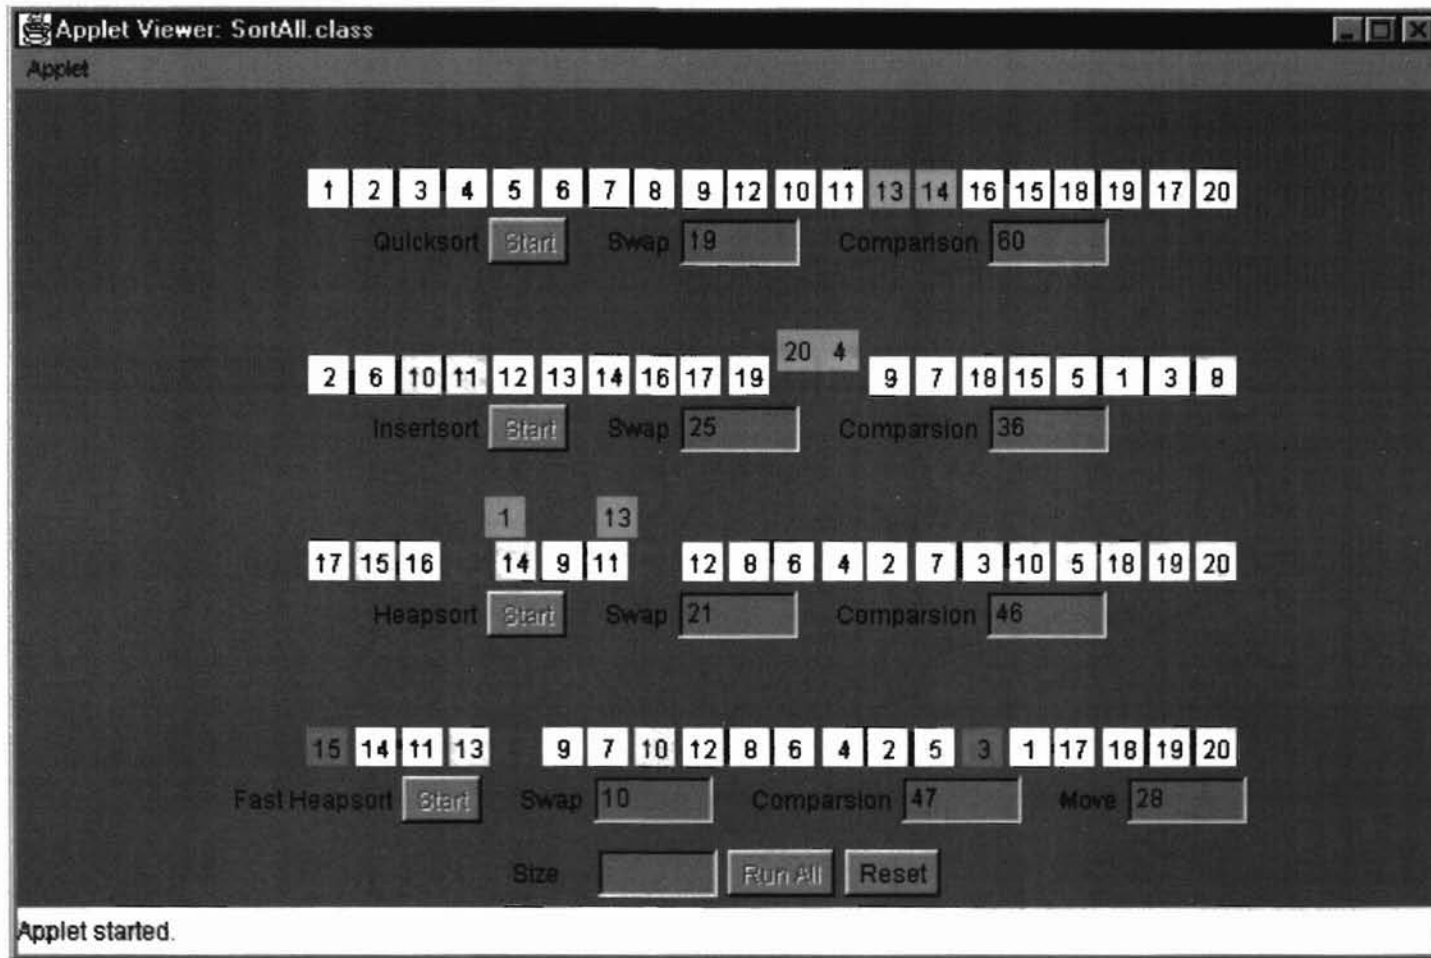 Applet Viewer: SortAll.class
Applet
1 2 3 4 5 6 7 8 9 12 10 11 13 14 16 15 18 19 17 20
Quicksort Start Swap 19 Comparison 60
2 6 10 11 12 13 14 16 17 19 20 4 9 7 18 15 5 1 3 8
Insertsort Start Swap 25 Comparsion 36
1 13
17 15 16 14 9 11 12 8 6 4 2 7 3 10 5 18 19 20
Heapsort Start Swap 21 Comparsion 46
15 14 11 13 9 7 10 12 8 6 4 2 5 3 1 17 18 19 20
Fast Heapsort Start Swap 10 Comparsion 47 Move 28
Size Run All Reset
Applet started.